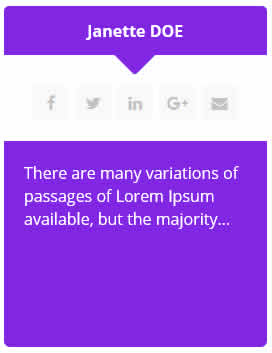 Janette DOE
There are many variations of
passages of Lorem Ipsum
available, but the majority...